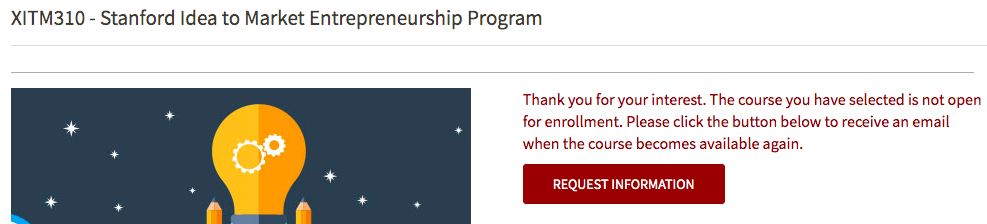 XITM310 - Stanford Idea to Market Entrepreneurship Program
Thank you for your interest. The course you have selected is not open
for enrollment. Please click the button below to receive an email
when the course becomes available again.
REQUEST INFORMATION